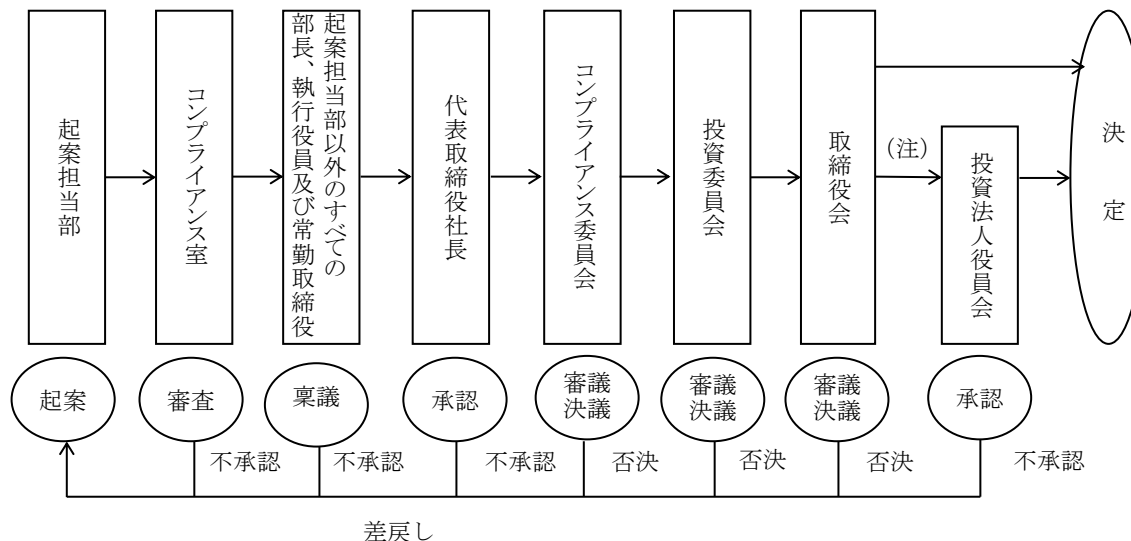 起案担当部
コンプライアンス室
起案担当部以外のすべての
部長、執行役員及び常勤取締役
代表取締役社長
コンプライアンス委員会
投資委員会
取締役会
(注)
投資法人役員会
決定
起案
審査
稟議
承認
審議
決議
審議
決議
審議
決議
承認
不承認
不承認
不承認
否決
否決
否決
不承認
差戻し